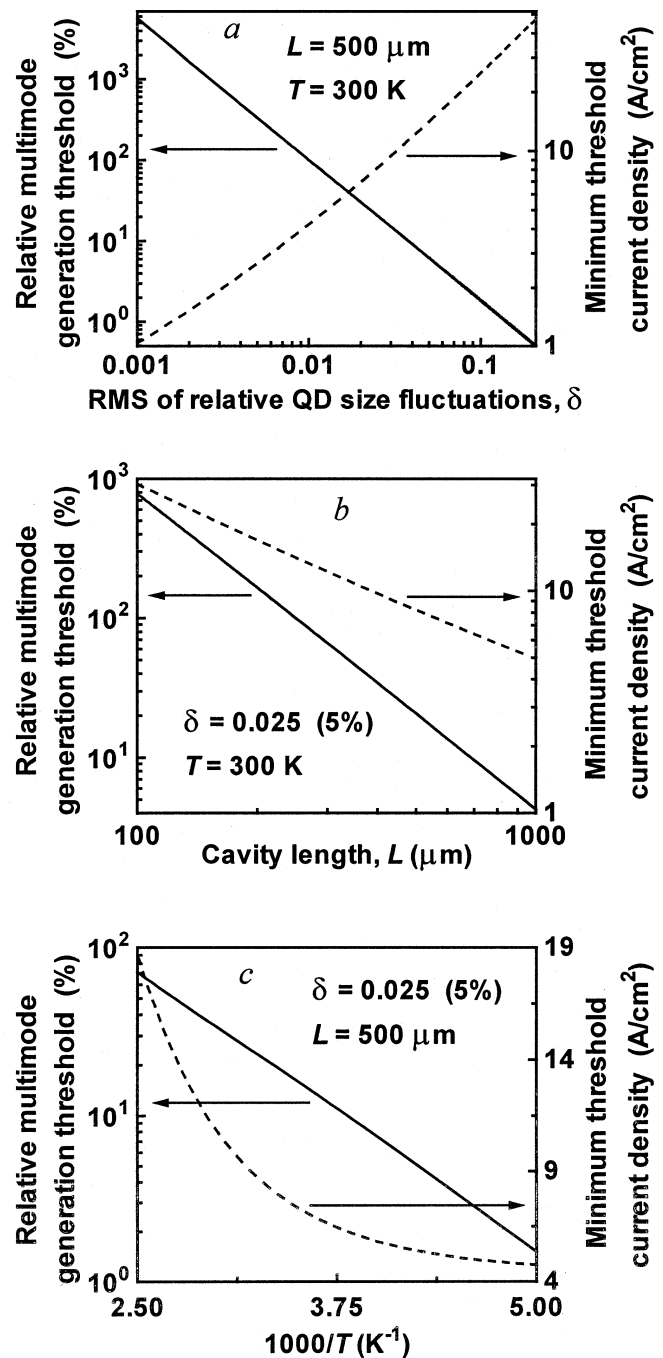 Relative multimode
generation threshold (%)
10³
10²
10¹
10⁰
a
L = 500 μm
T = 300 K
10
1
Minimum threshold
current density (A/cm²)
0.001
0.01
0.1
RMS of relative QD size fluctuations, δ
Relative multimode
generation threshold (%)
10³
10²
10¹
b
δ = 0.025 (5%)
T = 300 K
10
1
Minimum threshold
current density (A/cm²)
100
1000
Cavity length, L (μm)
Relative multimode
generation threshold (%)
10²
10¹
10⁰
c
δ = 0.025 (5%)
L = 500 μm
19
14
9
4
Minimum threshold
current density (A/cm²)
2.50
3.75
5.00
1000/T (K⁻¹)